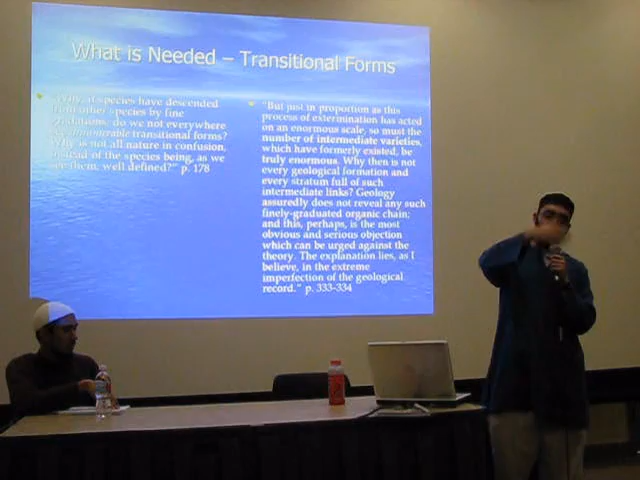 What is Needed – Transitional Forms
"Why, if species have descended
from other species by fine
gradations, do we not everywhere
see innumerable transitional forms?
Why is not all nature in confusion,
instead of the species being, as we
see them, well defined?" p. 178
"But just in proportion as this
process of extermination has acted
on an enormous scale, so must the
number of intermediate varieties,
which have formerly existed, be
truly enormous. Why then is not
every geological formation and
every stratum full of such
intermediate links? Geology
assuredly does not reveal any such
finely-graduated organic chain;
and this, perhaps, is the most
obvious and serious objection
which can be urged against the
theory. The explanation lies, as I
believe, in the extreme
imperfection of the geological
record." p. 333-334